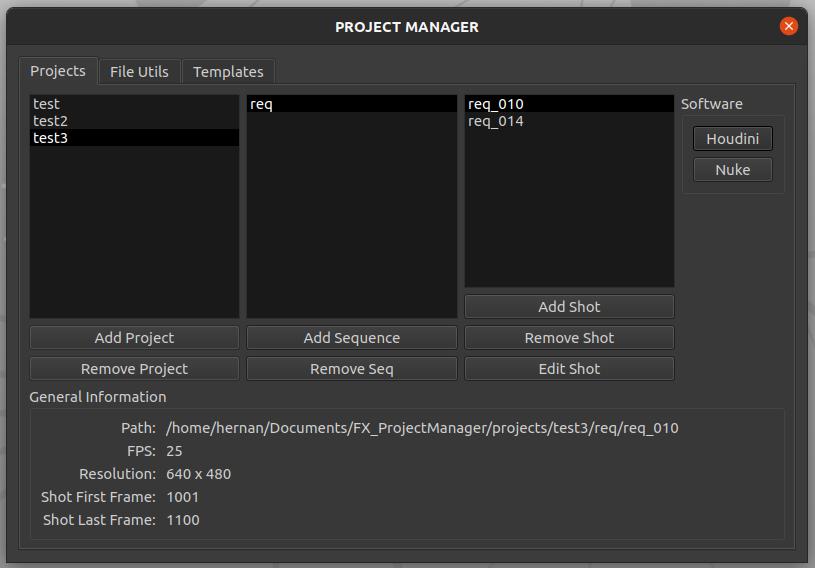 PROJECT MANAGER
Projects File Utils Templates
test
test2
test3
req
req_010
req_014
Software
Houdini
Nuke
Add Shot
Add Project Add Sequence Remove Shot
Remove Project Remove Seq Edit Shot
General Information
Path: /home/hernan/Documents/FX_ProjectManager/projects/test3/req/req_010
FPS: 25
Resolution: 640 x 480
Shot First Frame: 1001
Shot Last Frame: 1100